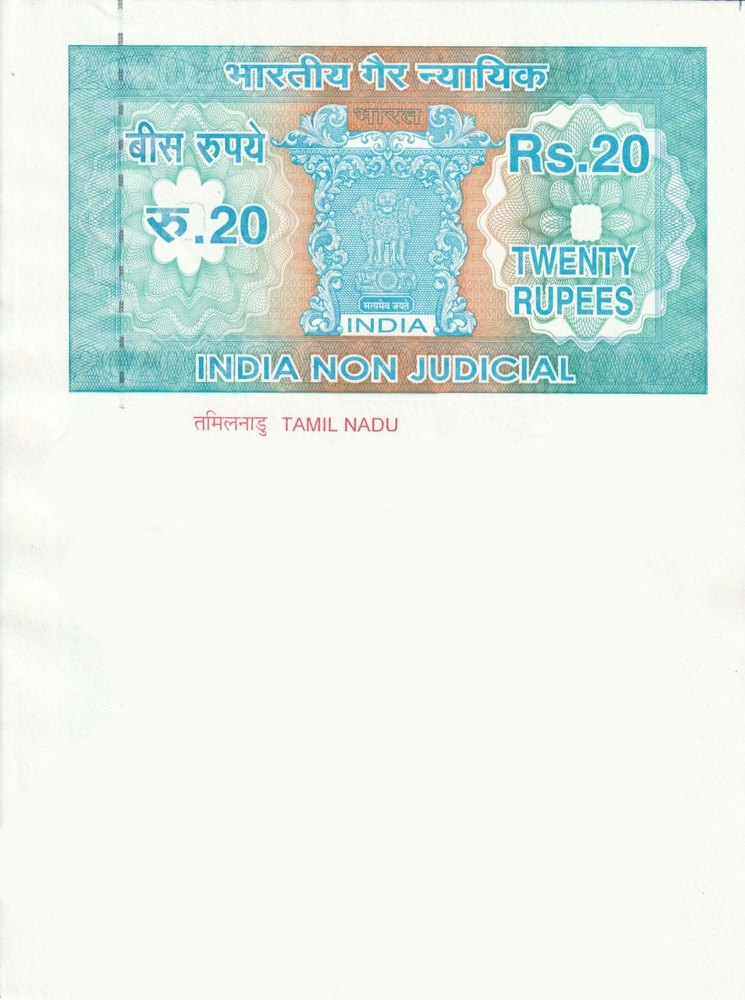 भारतीय गैर न्यायिक
भारत
बीस रुपये
रु.20
Rs.20
TWENTY
RUPEES
सत्यमेव जयते
INDIA
INDIA NON JUDICIAL
तमिलनाडु TAMIL NADU